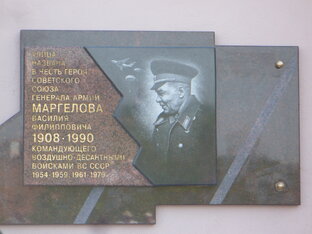 УЛИЦА
НАЗВАНА
В ЧЕСТЬ ГЕРОЯ
СОВЕТСКОГО
СОЮЗА
ГЕНЕРАЛА АРМИИ
МАРГЕЛОВА
ВАСИЛИЯ
ФИЛИППОВИЧА
1908-1990
КОМАНДУЮЩЕГО
ВОЗДУШНО-ДЕСАНТНЫМИ
ВОЙСКАМИ ВС СССР
1954-1959, 1961-1979